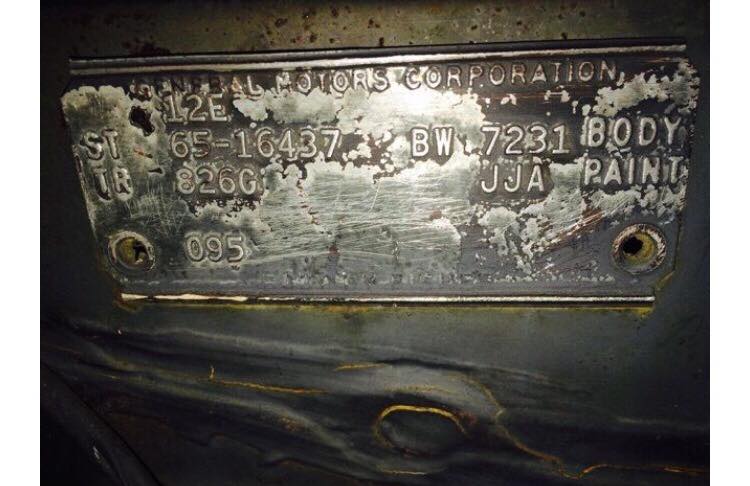 GENERAL MOTORS CORPORATION
12E
ST 65-16437 BW 7231 BODY
TR 826G JJA PAINT
095